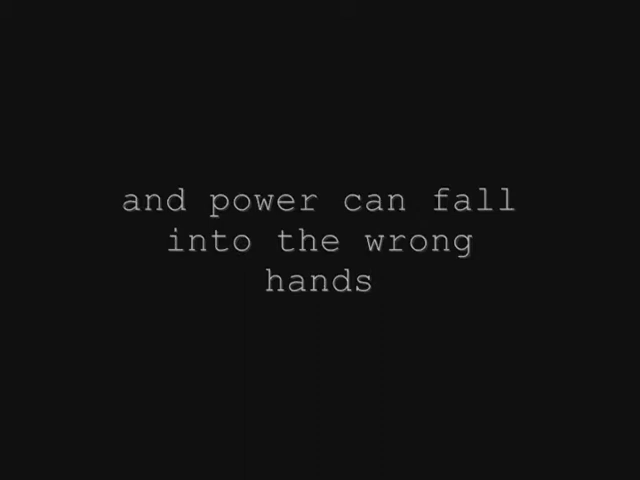 and power can fall
into the wrong
hands